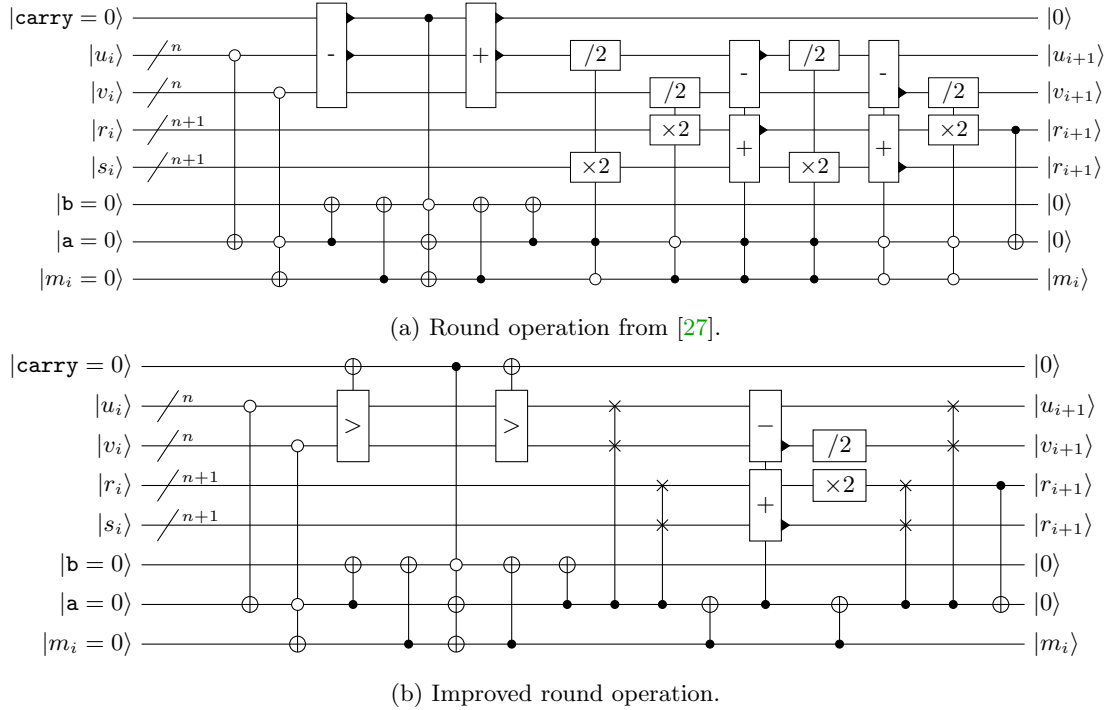 |carry = 0⟩ - + |0⟩
|u_i⟩ n /2 - /2 - |u_{i+1}⟩
|v_i⟩ n /2 /2 |v_{i+1}⟩
|r_i⟩ n+1 ×2 + + ×2 |r_{i+1}⟩
|s_i⟩ n+1 ×2 ×2 |r_{i+1}⟩
|b = 0⟩ |0⟩
|a = 0⟩ |0⟩
|m_i = 0⟩ |m_i⟩
(a) Round operation from [27].
|carry = 0⟩ |0⟩
|u_i⟩ n > > − |u_{i+1}⟩
|v_i⟩ n /2 |v_{i+1}⟩
|r_i⟩ n+1 + ×2 |r_{i+1}⟩
|s_i⟩ n+1 |r_{i+1}⟩
|b = 0⟩ |0⟩
|a = 0⟩ |0⟩
|m_i = 0⟩ |m_i⟩
(b) Improved round operation.